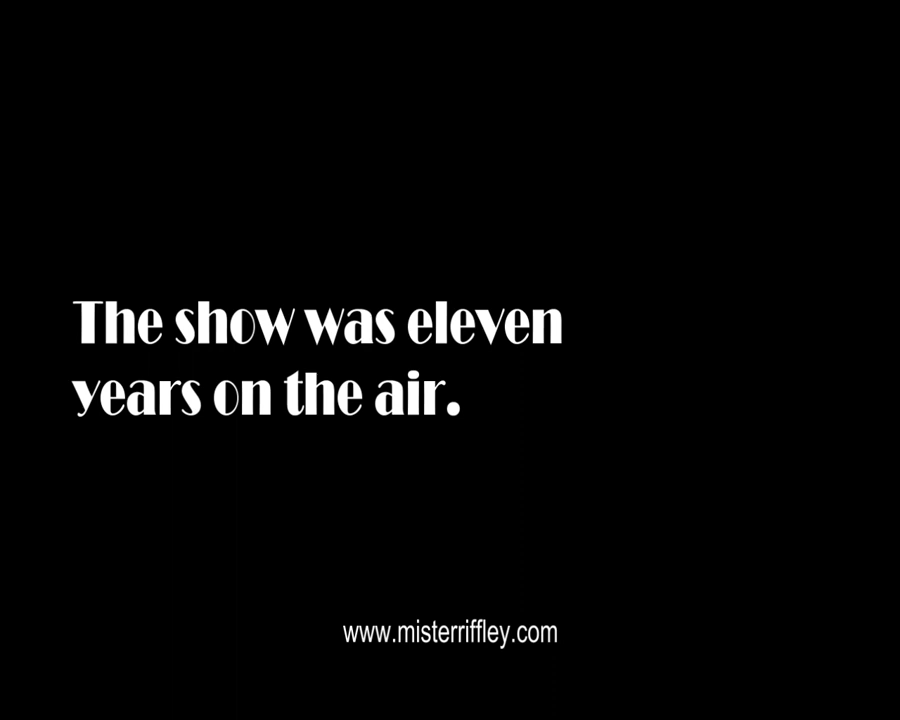 The show was eleven
years on the air.
www.misterriffley.com